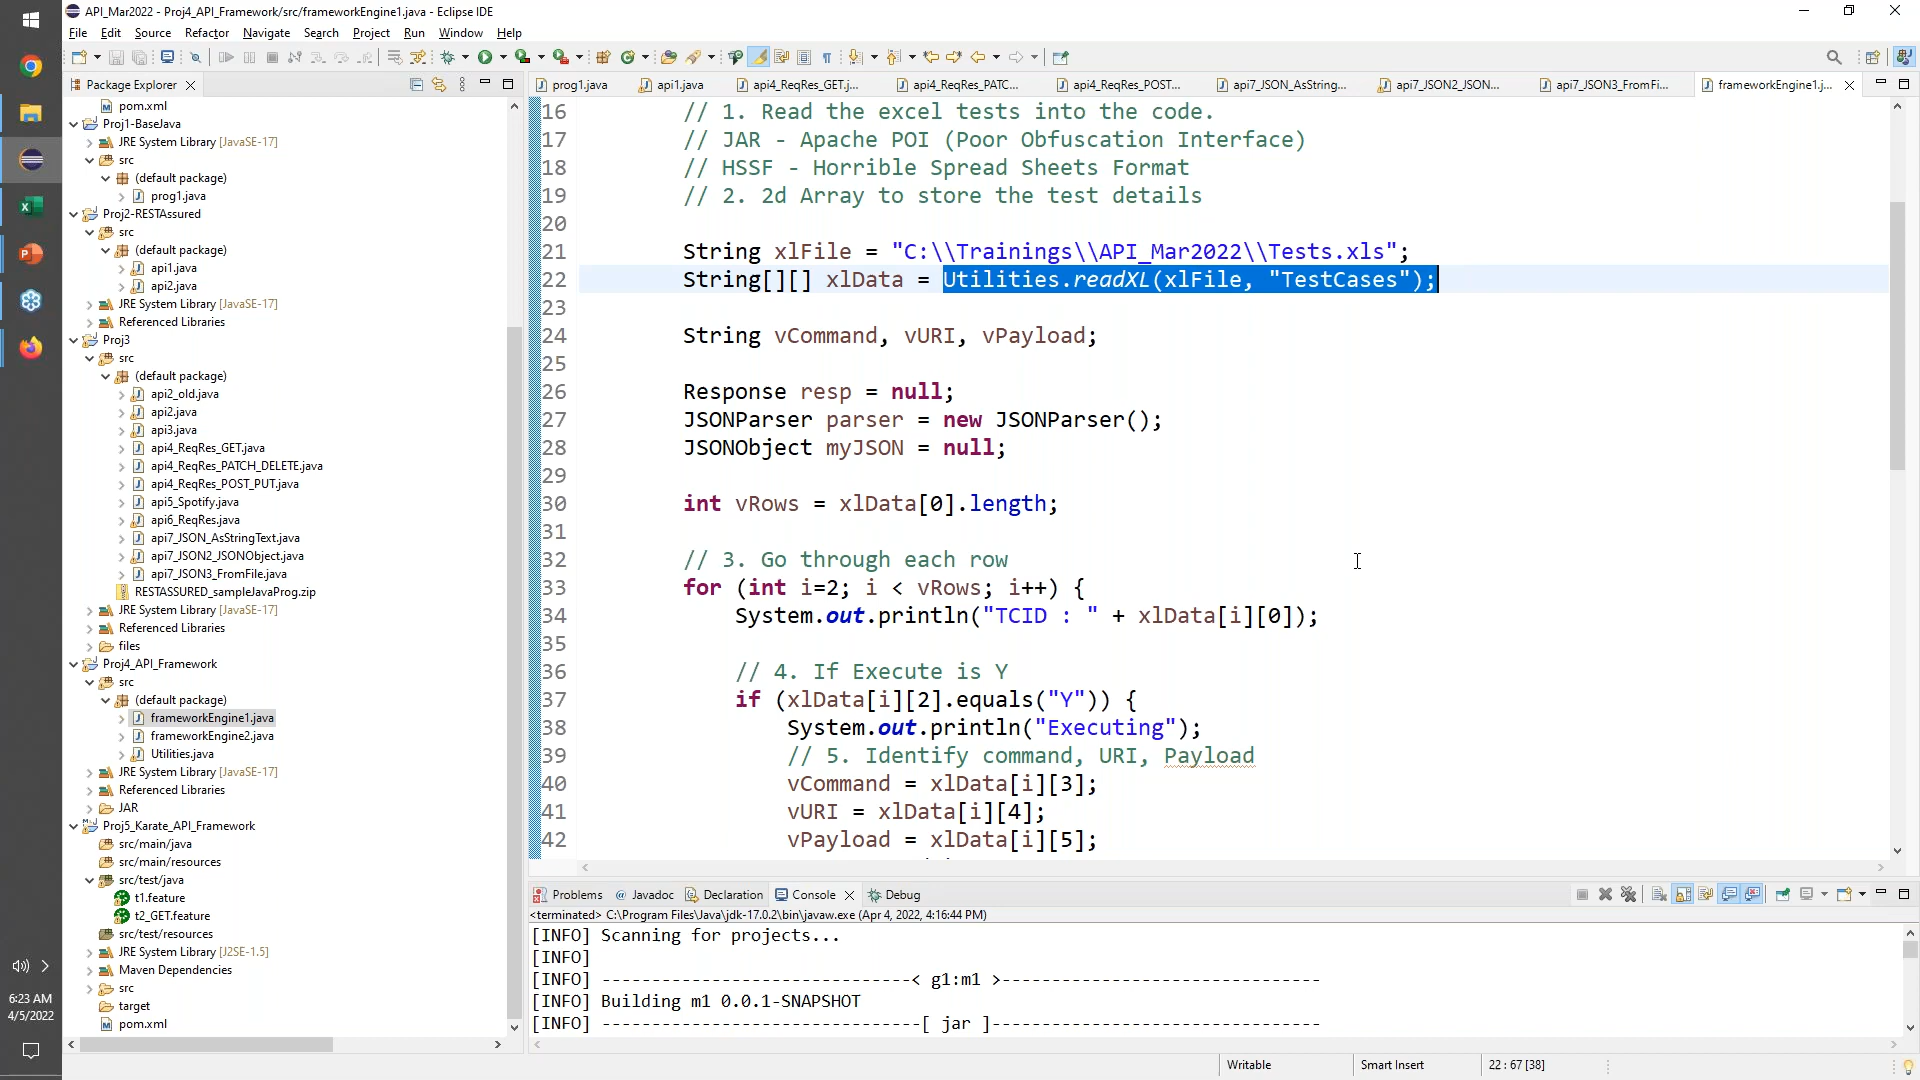 API_Mar2022 - Proj4_API_Framework/src/frameworkEngine1.java - Eclipse IDE
File Edit Source Refactor Navigate Search Project Run Window Help
Package Explorer
pom.xml
Proj1-BaseJava
JRE System Library [JavaSE-17]
src
(default package)
prog1.java
Proj2-RESTAssured
src
(default package)
api1.java
api2.java
JRE System Library [JavaSE-17]
Referenced Libraries
Proj3
src
(default package)
api2_old.java
api2.java
api3.java
api4_ReqRes_GET.java
api4_ReqRes_PATCH_DELETE.java
api4_ReqRes_POST_PUT.java
api5_Spotify.java
api6_ReqRes.java
api7_JSON_AsStringText.java
api7_JSON2_JSONObject.java
api7_JSON3_FromFile.java
RESTASSURED_sampleJavaProg.zip
JRE System Library [JavaSE-17]
Referenced Libraries
files
Proj4_API_Framework
src
(default package)
frameworkEngine1.java
frameworkEngine2.java
Utilities.java
JRE System Library [JavaSE-17]
Referenced Libraries
JAR
Proj5_Karate_API_Framework
src/main/java
src/main/resources
src/test/java
t1.feature
t2_GET.feature
src/test/resources
JRE System Library [J2SE-1.5]
Maven Dependencies
src
target
pom.xml
6:23 AM
4/5/2022
prog1.java api1.java api4_ReqRes_GET.j... api4_ReqRes_PATC... api4_ReqRes_POST... api7_JSON_AsString... api7_JSON2_JSON... api7_JSON3_FromFi... frameworkEngine1.j...
16 // 1. Read the excel tests into the code.
17 // JAR - Apache POI (Poor Obfuscation Interface)
18 // HSSF - Horrible Spread Sheets Format
19 // 2. 2d Array to store the test details
20
21 String xlFile = "C:\\Trainings\\API_Mar2022\\Tests.xls";
22 String[][] xlData = Utilities.readXL(xlFile, "TestCases");
23
24 String vCommand, vURI, vPayload;
25
26 Response resp = null;
27 JSONParser parser = new JSONParser();
28 JSONObject myJSON = null;
29
30 int vRows = xlData[0].length;
31
32 // 3. Go through each row
33 for (int i=2; i < vRows; i++) {
34 System.out.println("TCID : " + xlData[i][0]);
35
36 // 4. If Execute is Y
37 if (xlData[i][2].equals("Y")) {
38 System.out.println("Executing");
39 // 5. Identify command, URI, Payload
40 vCommand = xlData[i][3];
41 vURI = xlData[i][4];
42 vPayload = xlData[i][5];
Problems Javadoc Declaration Console Debug
<terminated> C:\Program Files\Java\jdk-17.0.2\bin\javaw.exe (Apr 4, 2022, 4:16:44 PM)
[INFO] Scanning for projects...
[INFO]
[INFO] --------------------------------< g1:m1 >-------------------------------
[INFO] Building m1 0.0.1-SNAPSHOT
[INFO] --------------------------------[ jar ]---------------------------------
Writable Smart Insert 22 : 67 [38]